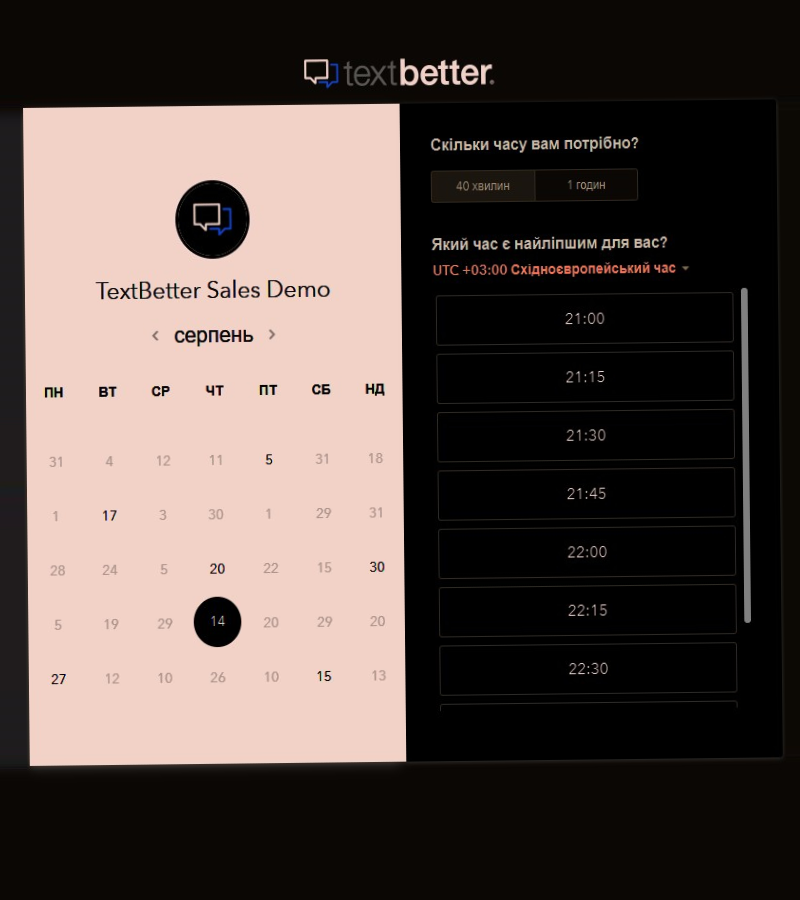 textbetter.
TextBetter Sales Demo
серпень
ПН ВТ СР ЧТ ПТ СБ НД
31 4 12 11 5 31 18
1 17 3 30 1 29 31
28 24 5 20 22 15 30
5 19 29 14 20 29 20
27 12 10 26 10 15 13
Скільки часу вам потрібно?
40 хвилин 1 годин
Який час є найліпшим для вас?
UTC +03:00 Східноєвропейський час
21:00
21:15
21:30
21:45
22:00
22:15
22:30